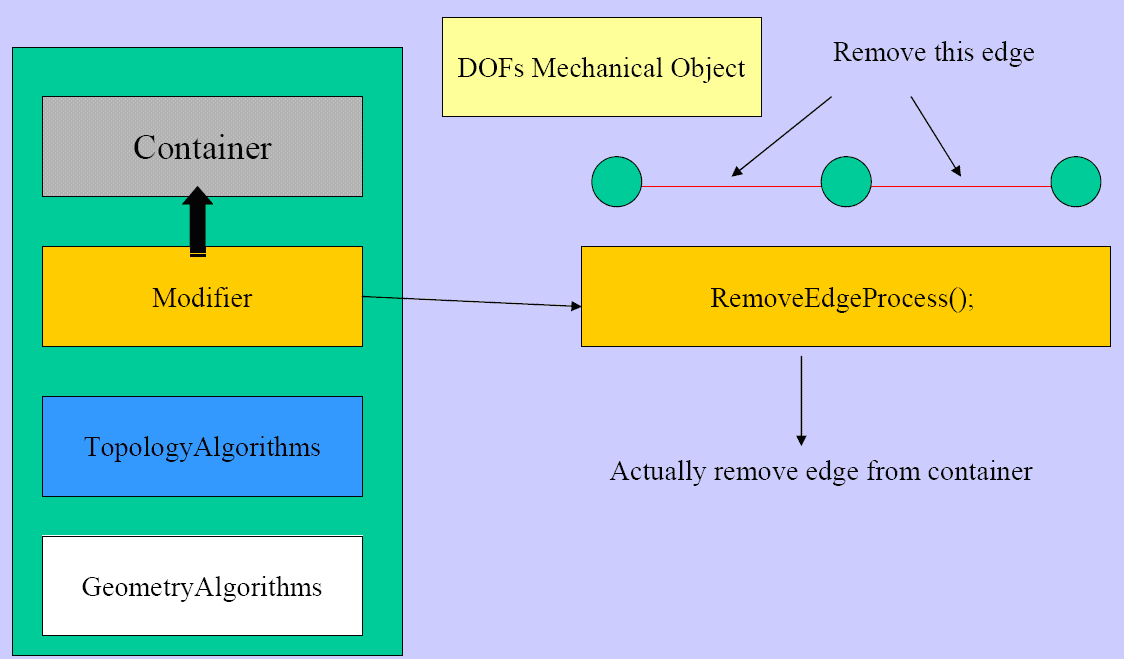 DOFs Mechanical Object
Remove this edge
Container
Modifier
RemoveEdgeProcess();
TopologyAlgorithms
Actually remove edge from container
GeometryAlgorithms